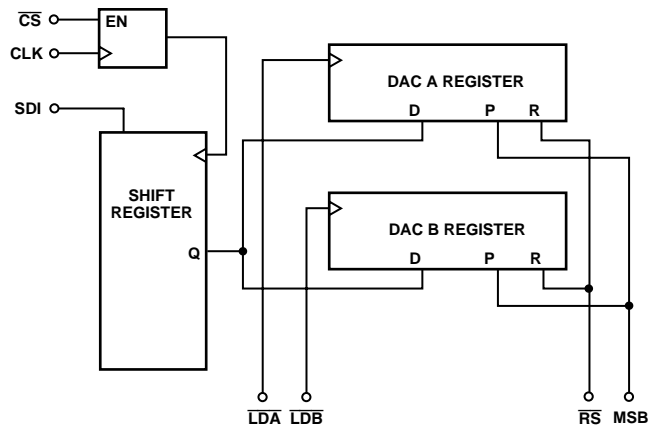 CS
EN
CLK
SDI
SHIFT
REGISTER
Q
DAC A REGISTER
D P R
DAC B REGISTER
D P R
LDA LDB RS MSB